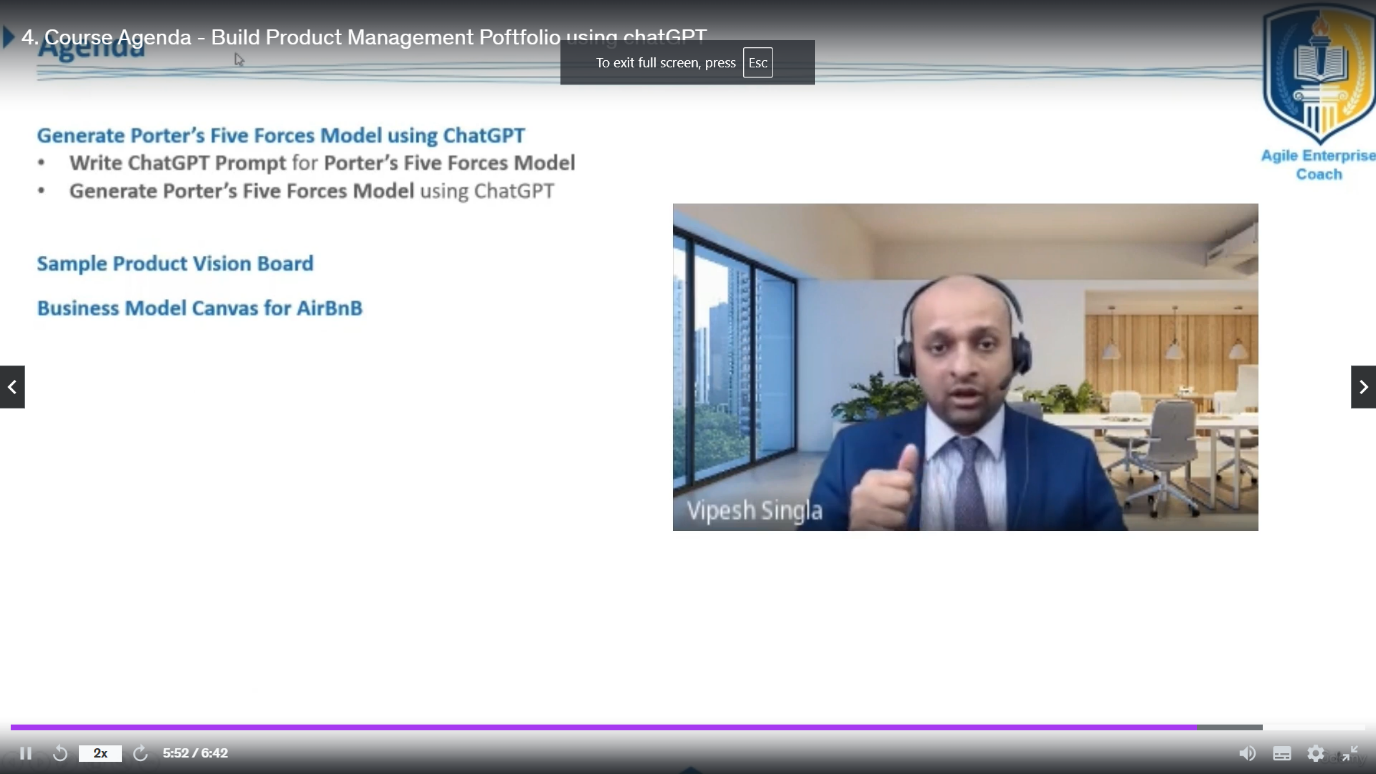 4. Course Agenda - Build Product Management Poftfolio using chatGPT
Agenda
To exit full screen, press Esc
Agile Enterprise
Coach
Generate Porter's Five Forces Model using ChatGPT
• Write ChatGPT Prompt for Porter's Five Forces Model
• Generate Porter's Five Forces Model using ChatGPT
Sample Product Vision Board
Business Model Canvas for AirBnB
Vipesh Singla
2x
5:52 / 6:42